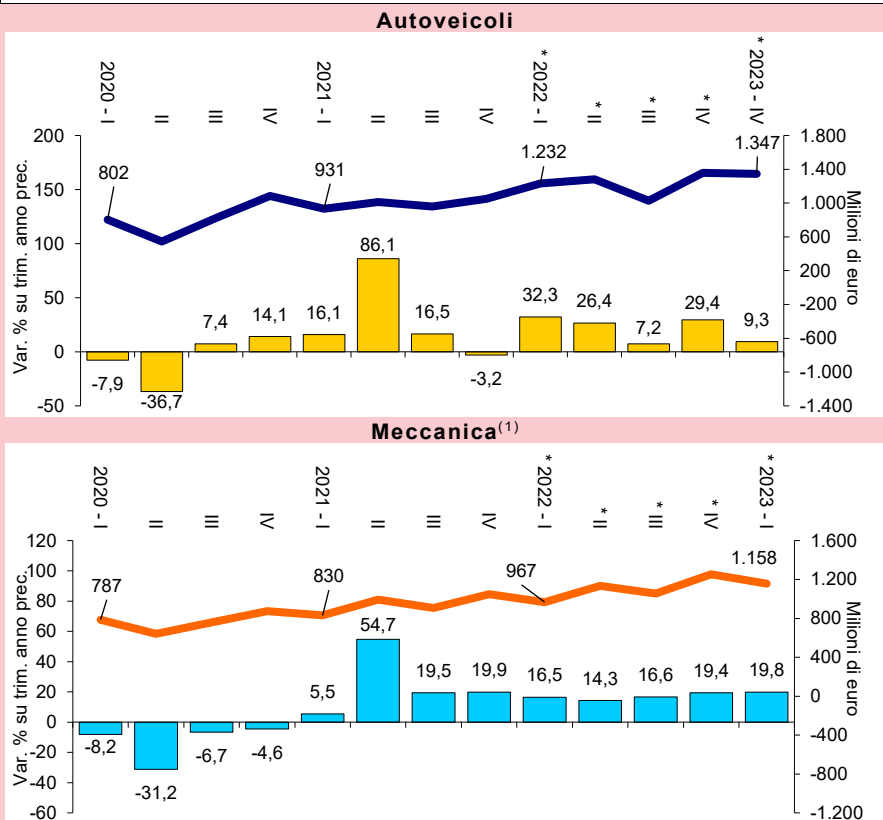 Autoveicoli
2020 - I
II
III
IV
2021 - I
II
III
IV
* 2022 - I
* II
* III
* IV
* 2023 - IV
Var. % su trim. anno prec.
200
150
100
50
0
-50
802
931
1.232
1.347
-7,9
-36,7
7,4
14,1
16,1
86,1
16,5
-3,2
32,3
26,4
7,2
29,4
9,3
1.800
1.400
1.000
600
200
-200
-600
-1.000
-1.400
Milioni di euro
Meccanica(1)
2020 - I
II
III
IV
2021 - I
II
III
IV
* 2022 - I
* II
* III
* IV
* 2023 - I
Var. % su trim. anno prec.
120
100
80
60
40
20
0
-20
-40
-60
787
830
967
1.158
-8,2
-31,2
-6,7
-4,6
5,5
54,7
19,5
19,9
16,5
14,3
16,6
19,4
19,8
1.600
1.200
800
400
0
-400
-800
-1.200
Milioni di euro